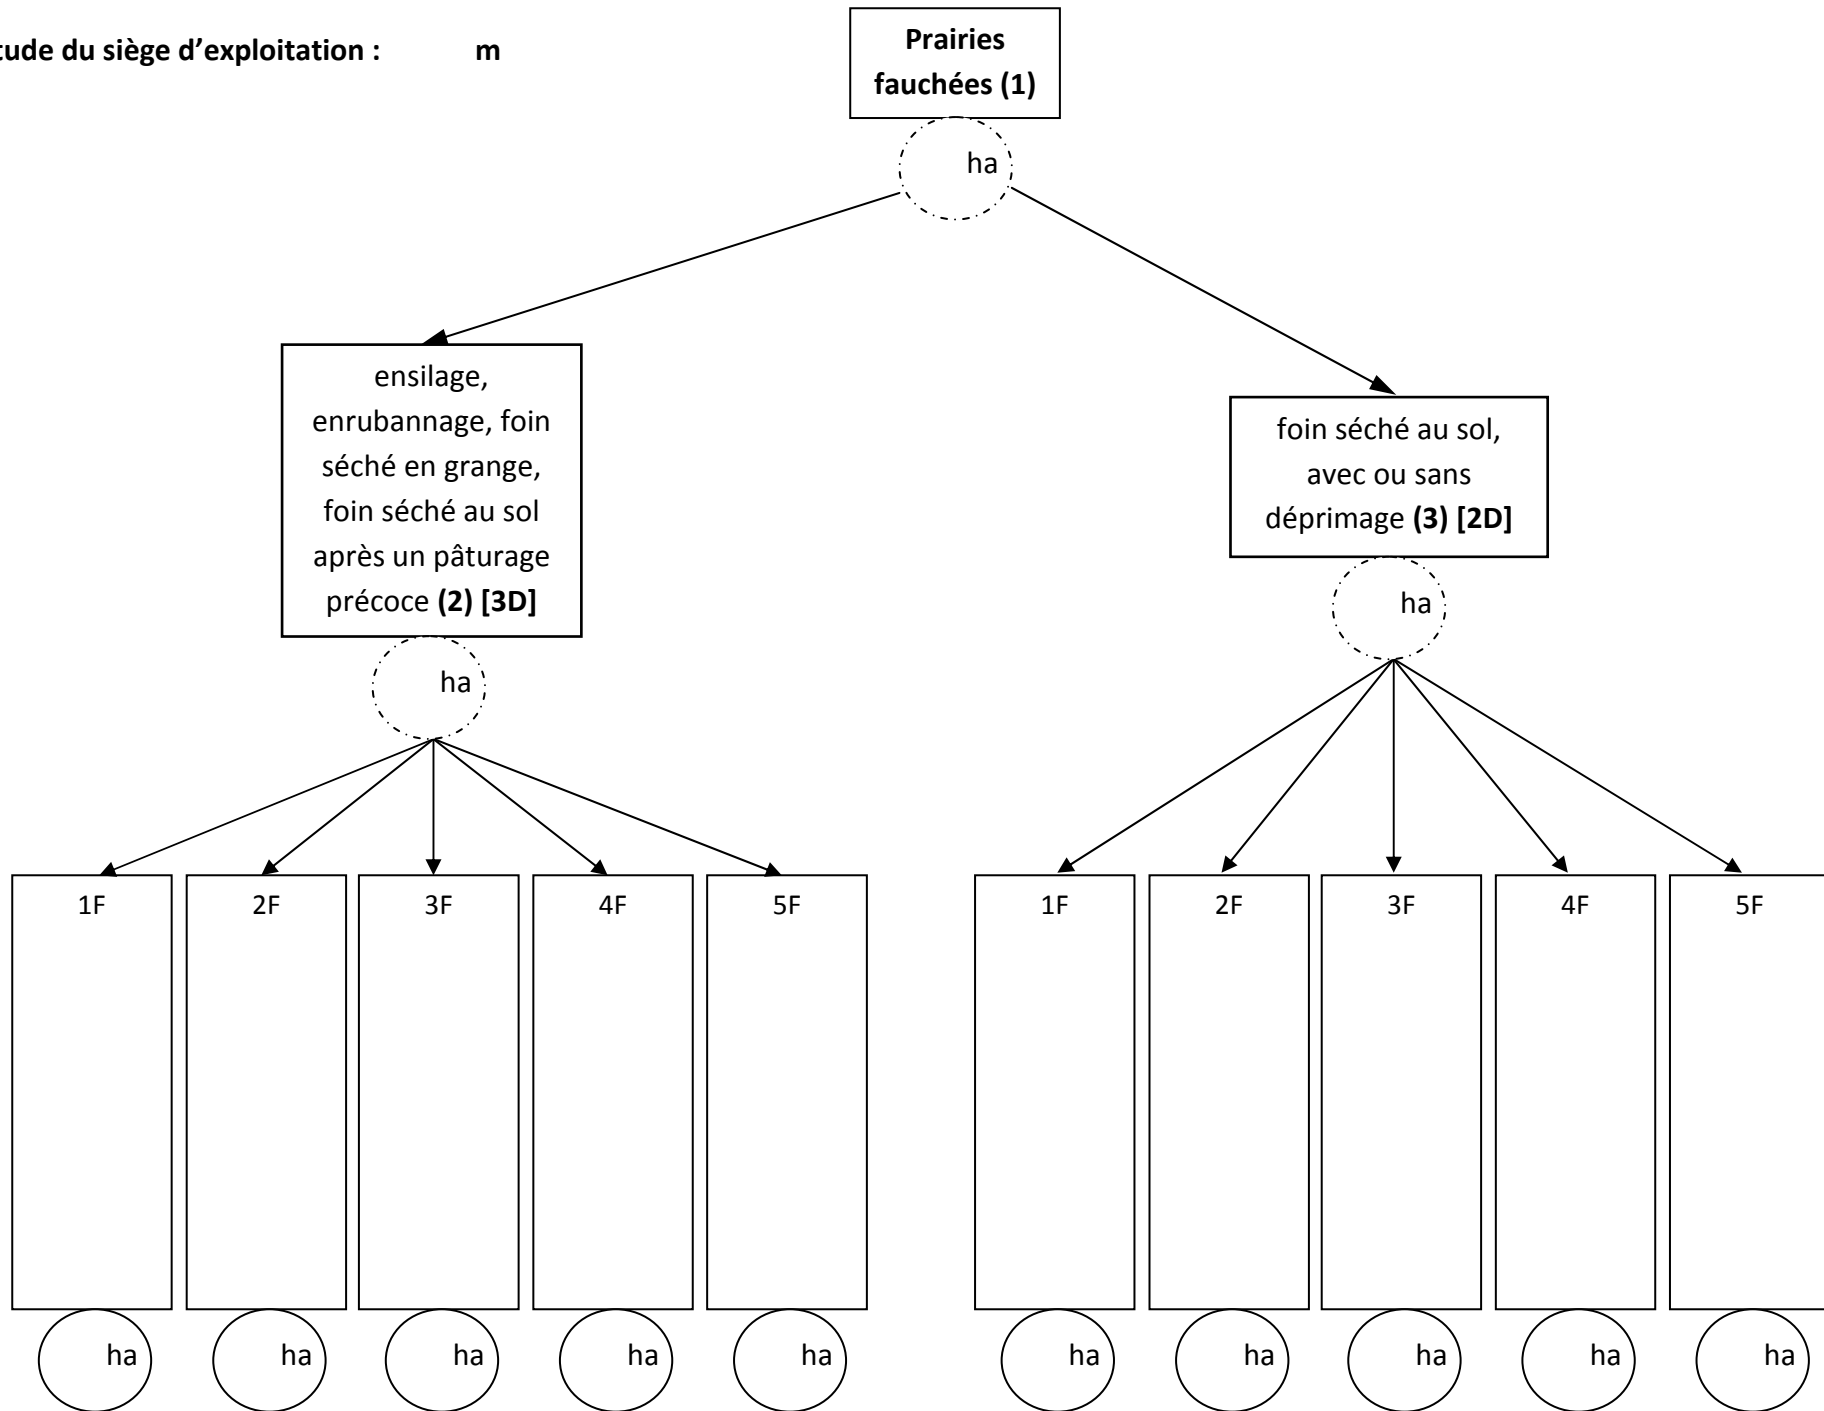 tude du siège d’exploitation : m
Prairies
fauchées (1)
ha
ensilage,
enrubannage, foin
séché en grange,
foin séché au sol
après un pâturage
précoce (2) [3D]
ha
foin séché au sol,
avec ou sans
déprimage (3) [2D]
ha
1F
2F
3F
4F
5F
1F
2F
3F
4F
5F
ha
ha
ha
ha
ha
ha
ha
ha
ha
ha